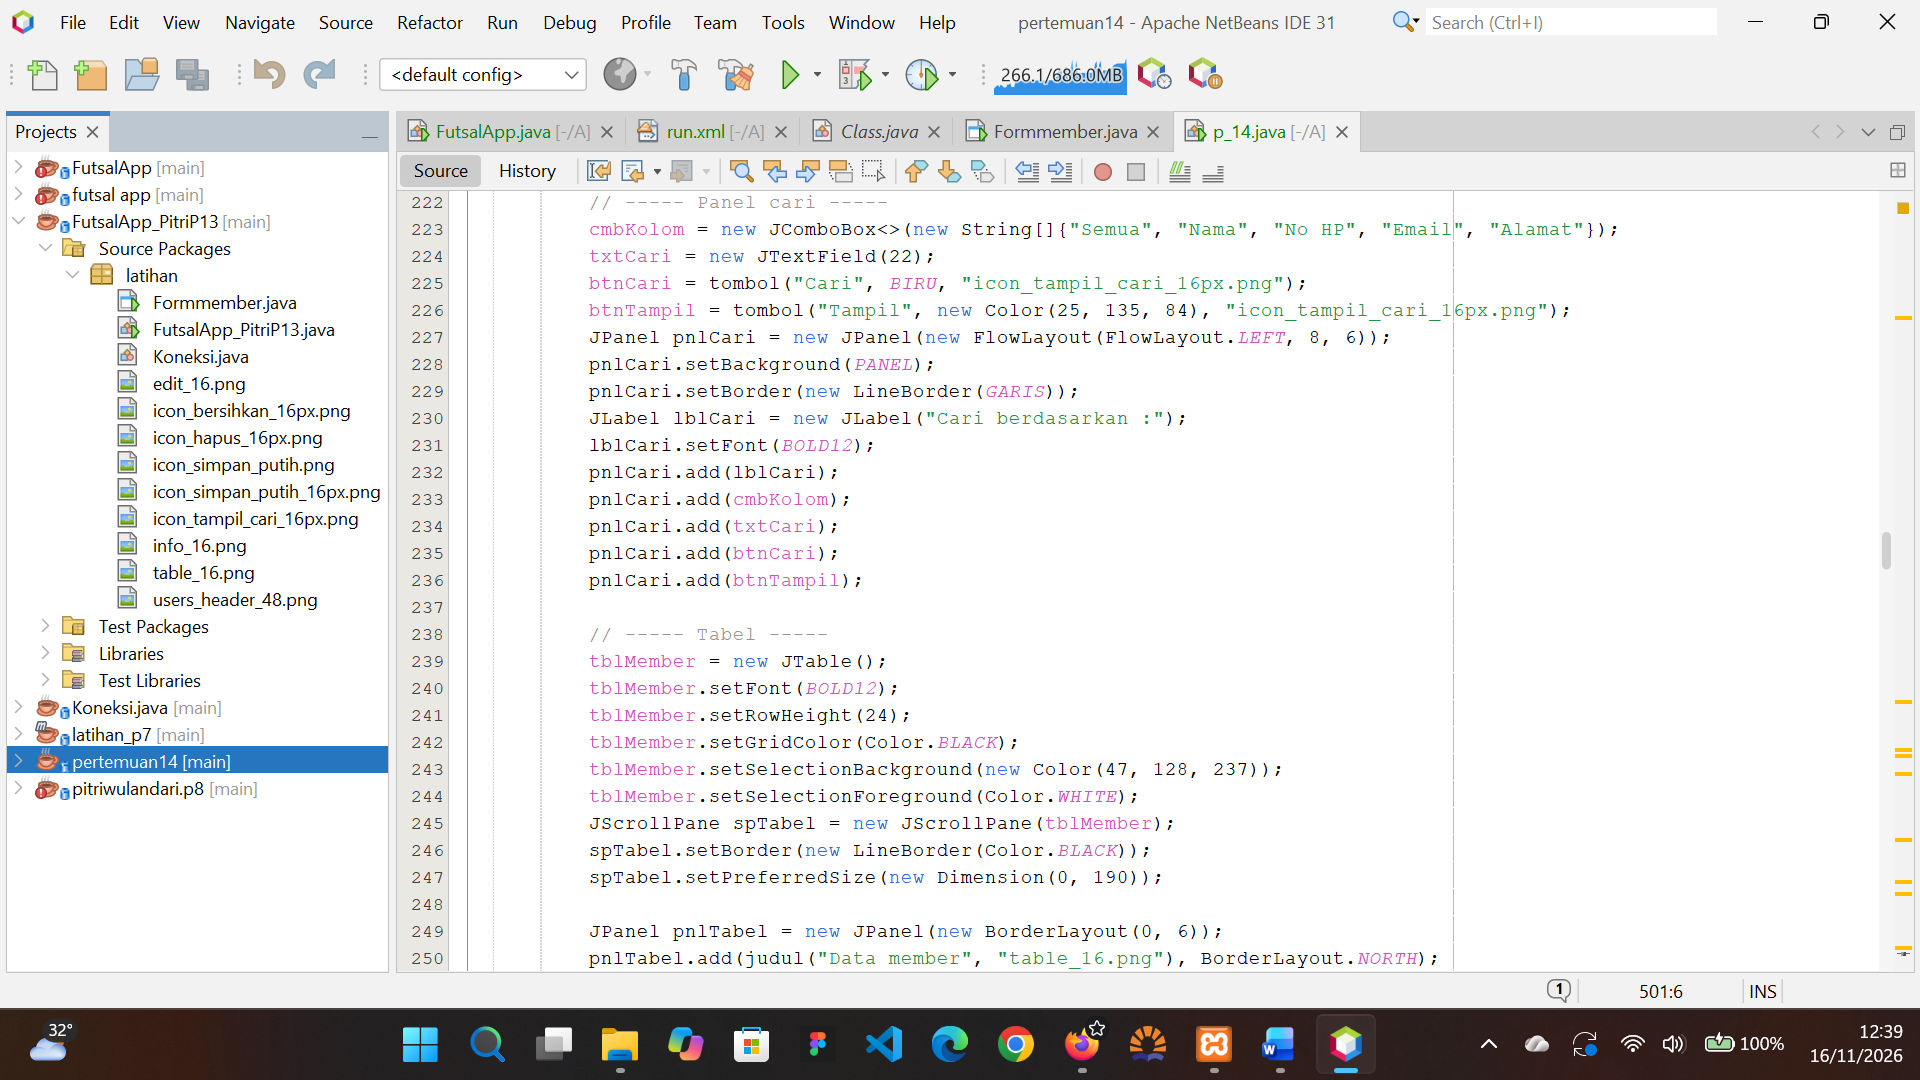 File Edit View Navigate Source Refactor Run Debug Profile Team Tools Window Help pertemuan14 - Apache NetBeans IDE 31 Search (Ctrl+I)
<default config> 266.1/686.0MB
Projects
FutsalApp.java [-/A] run.xml [-/A] Class.java Formmember.java p_14.java [-/A]
Source History
FutsalApp [main]
futsal app [main]
FutsalApp_PitriP13 [main]
Source Packages
latihan
Formmember.java
FutsalApp_PitriP13.java
Koneksi.java
edit_16.png
icon_bersihkan_16px.png
icon_hapus_16px.png
icon_simpan_putih.png
icon_simpan_putih_16px.png
icon_tampil_cari_16px.png
info_16.png
table_16.png
users_header_48.png
Test Packages
Libraries
Test Libraries
Koneksi.java [main]
latihan_p7 [main]
pertemuan14 [main]
pitriwulandari.p8 [main]
222 // ----- Panel cari -----
223 cmbKolom = new JComboBox<>(new String[]{"Semua", "Nama", "No HP", "Email", "Alamat"});
224 txtCari = new JTextField(22);
225 btnCari = tombol("Cari", BIRU, "icon_tampil_cari_16px.png");
226 btnTampil = tombol("Tampil", new Color(25, 135, 84), "icon_tampil_cari_16px.png");
227 JPanel pnlCari = new JPanel(new FlowLayout(FlowLayout.LEFT, 8, 6));
228 pnlCari.setBackground(PANEL);
229 pnlCari.setBorder(new LineBorder(GARIS));
230 JLabel lblCari = new JLabel("Cari berdasarkan :");
231 lblCari.setFont(BOLD12);
232 pnlCari.add(lblCari);
233 pnlCari.add(cmbKolom);
234 pnlCari.add(txtCari);
235 pnlCari.add(btnCari);
236 pnlCari.add(btnTampil);
237
238 // ----- Tabel -----
239 tblMember = new JTable();
240 tblMember.setFont(BOLD12);
241 tblMember.setRowHeight(24);
242 tblMember.setGridColor(Color.BLACK);
243 tblMember.setSelectionBackground(new Color(47, 128, 237));
244 tblMember.setSelectionForeground(Color.WHITE);
245 JScrollPane spTabel = new JScrollPane(tblMember);
246 spTabel.setBorder(new LineBorder(Color.BLACK));
247 spTabel.setPreferredSize(new Dimension(0, 190));
248
249 JPanel pnlTabel = new JPanel(new BorderLayout(0, 6));
250 pnlTabel.add(judul("Data member", "table_16.png"), BorderLayout.NORTH);
1 501:6 INS
32°
100%
12:39
16/11/2026